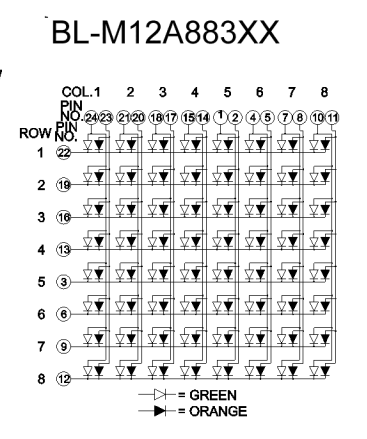 BL-M12A883XX
COL. 1 2 3 4 5 6 7 8
PIN
NO. 24 23 21 20 18 17 15 14 1 2 4 5 7 8 10 11
ROW PIN
NO.
1 22
2 19
3 16
4 13
5 3
6 6
7 9
8 12
= GREEN
= ORANGE